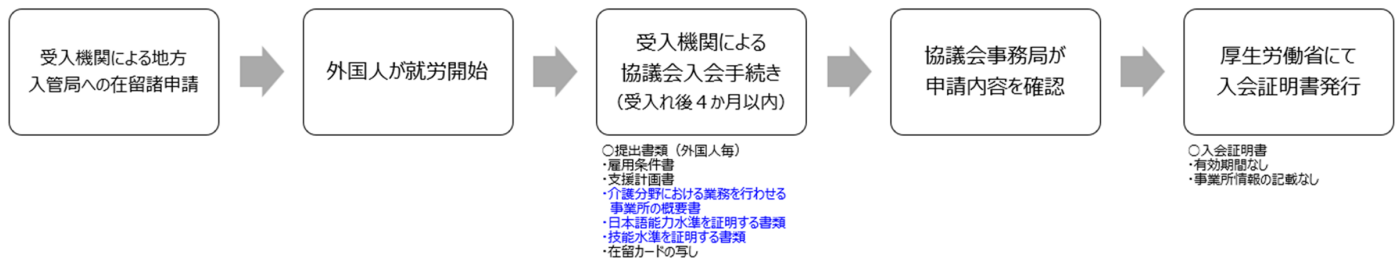 受入機関による地方
入管局への在留諸申請
外国人が就労開始
受入機関による
協議会入会手続き
(受入れ後４か月以内)
○提出書類（外国人毎）
・雇用条件書
・支援計画書
・介護分野における業務を行わせる
事業所の概要書
・日本語能力水準を証明する書類
・技能水準を証明する書類
・在留カードの写し
協議会事務局が
申請内容を確認
厚生労働省にて
入会証明書発行
○入会証明書
・有効期間なし
・事業所情報の記載なし